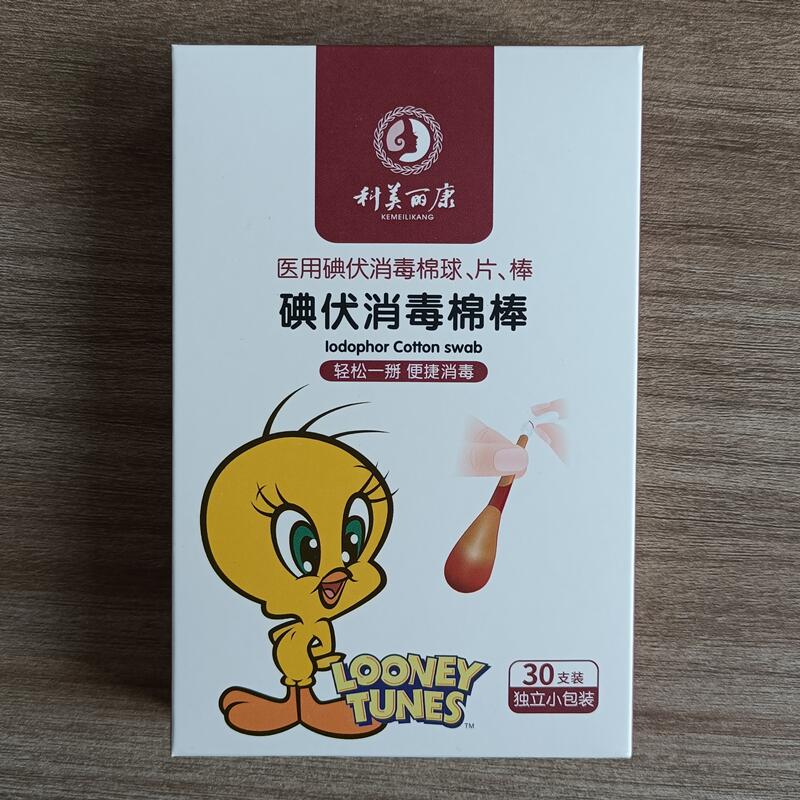 科美丽康
KEMEILIKANG
医用碘伏消毒棉球、片、棒
碘伏消毒棉棒
Iodophor Cotton swab
轻松一掰 便捷消毒
LOONEY
TUNES
TM
30支装
独立小包装